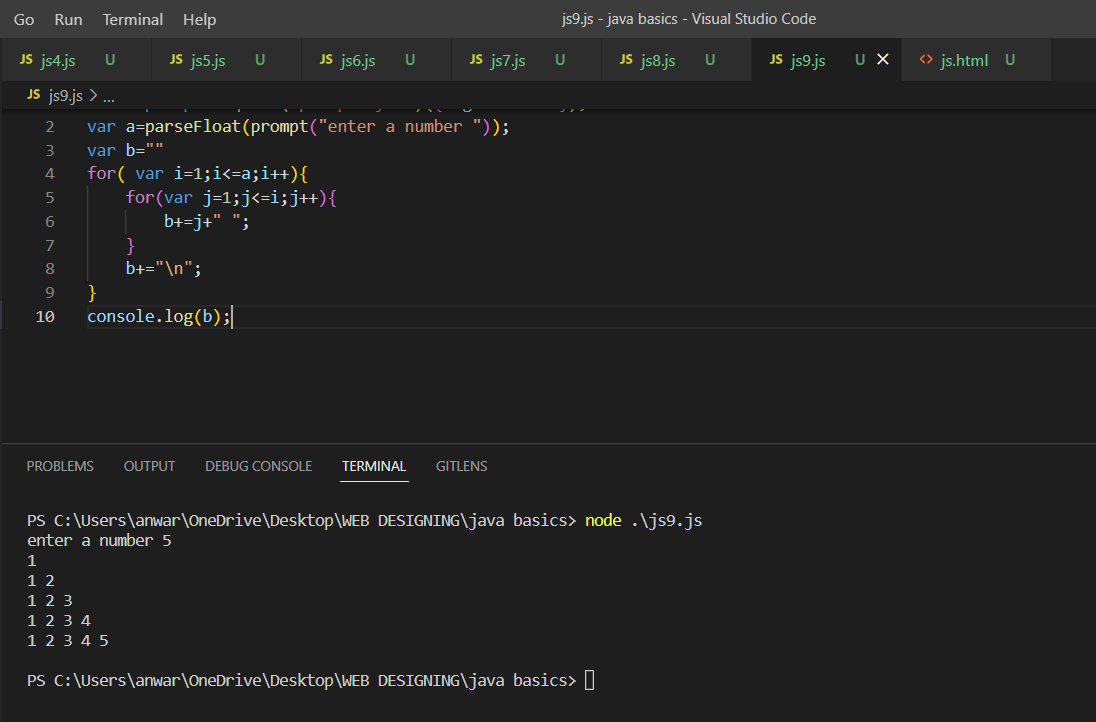 Go Run Terminal Help js9.js - java basics - Visual Studio Code
JS js4.js U JS js5.js U JS js6.js U JS js7.js U JS js8.js U JS js9.js U × <> js.html U
JS js9.js > ...
2 var a=parseFloat(prompt("enter a number "));
3 var b=""
4 for( var i=1;i<=a;i++){
5 for(var j=1;j<=i;j++){
6 b+=j+" ";
7 }
8 b+="\n";
9 }
10 console.log(b);
PROBLEMS OUTPUT DEBUG CONSOLE TERMINAL GITLENS
PS C:\Users\anwar\OneDrive\Desktop\WEB DESIGNING\java basics> node .\js9.js
enter a number 5
1
1 2
1 2 3
1 2 3 4
1 2 3 4 5
PS C:\Users\anwar\OneDrive\Desktop\WEB DESIGNING\java basics>